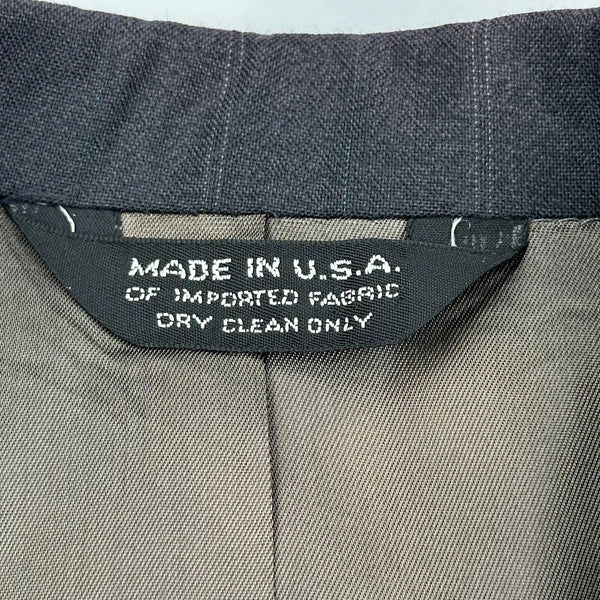 MADE IN U.S.A.
OF IMPORTED FABRIC
DRY CLEAN ONLY